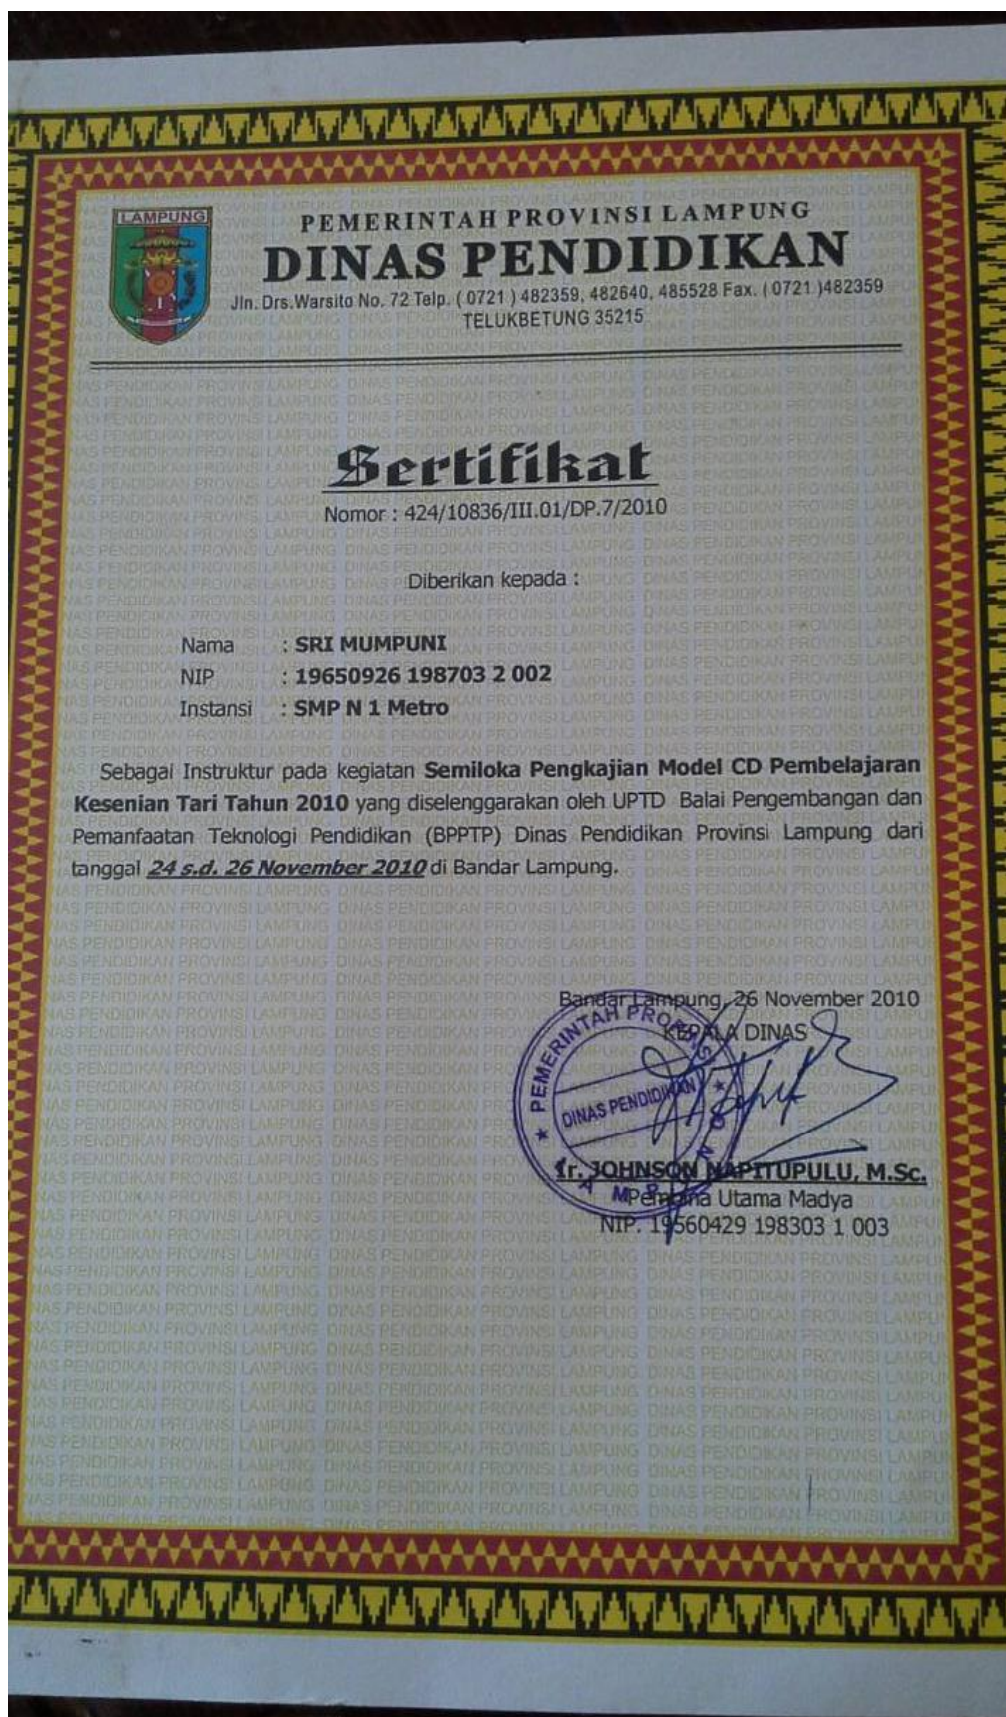 LAMPUNG
PEMERINTAH PROVINSI LAMPUNG
DINAS PENDIDIKAN
Jln. Drs.Warsito No. 72 Telp. ( 0721 ) 482359, 482640, 485528 Fax. ( 0721 )482359
TELUKBETUNG 35215
Sertifikat
Nomor : 424/10836/III.01/DP.7/2010
Diberikan kepada :
Nama : SRI MUMPUNI
NIP : 19650926 198703 2 002
Instansi : SMP N 1 Metro
Sebagai Instruktur pada kegiatan Semiloka Pengkajian Model CD Pembelajaran
Kesenian Tari Tahun 2010 yang diselenggarakan oleh UPTD Balai Pengembangan dan
Pemanfaatan Teknologi Pendidikan (BPPTP) Dinas Pendidikan Provinsi Lampung dari
tanggal 24 s.d. 26 November 2010 di Bandar Lampung.
Bandar Lampung, 26 November 2010
KEPALA DINAS
PEMERINTAH
DINAS PENDIDIKAN
Ir. JOHNSON NAPITUPULU, M.Sc.
Pembina Utama Madya
NIP. 19560429 198303 1 003